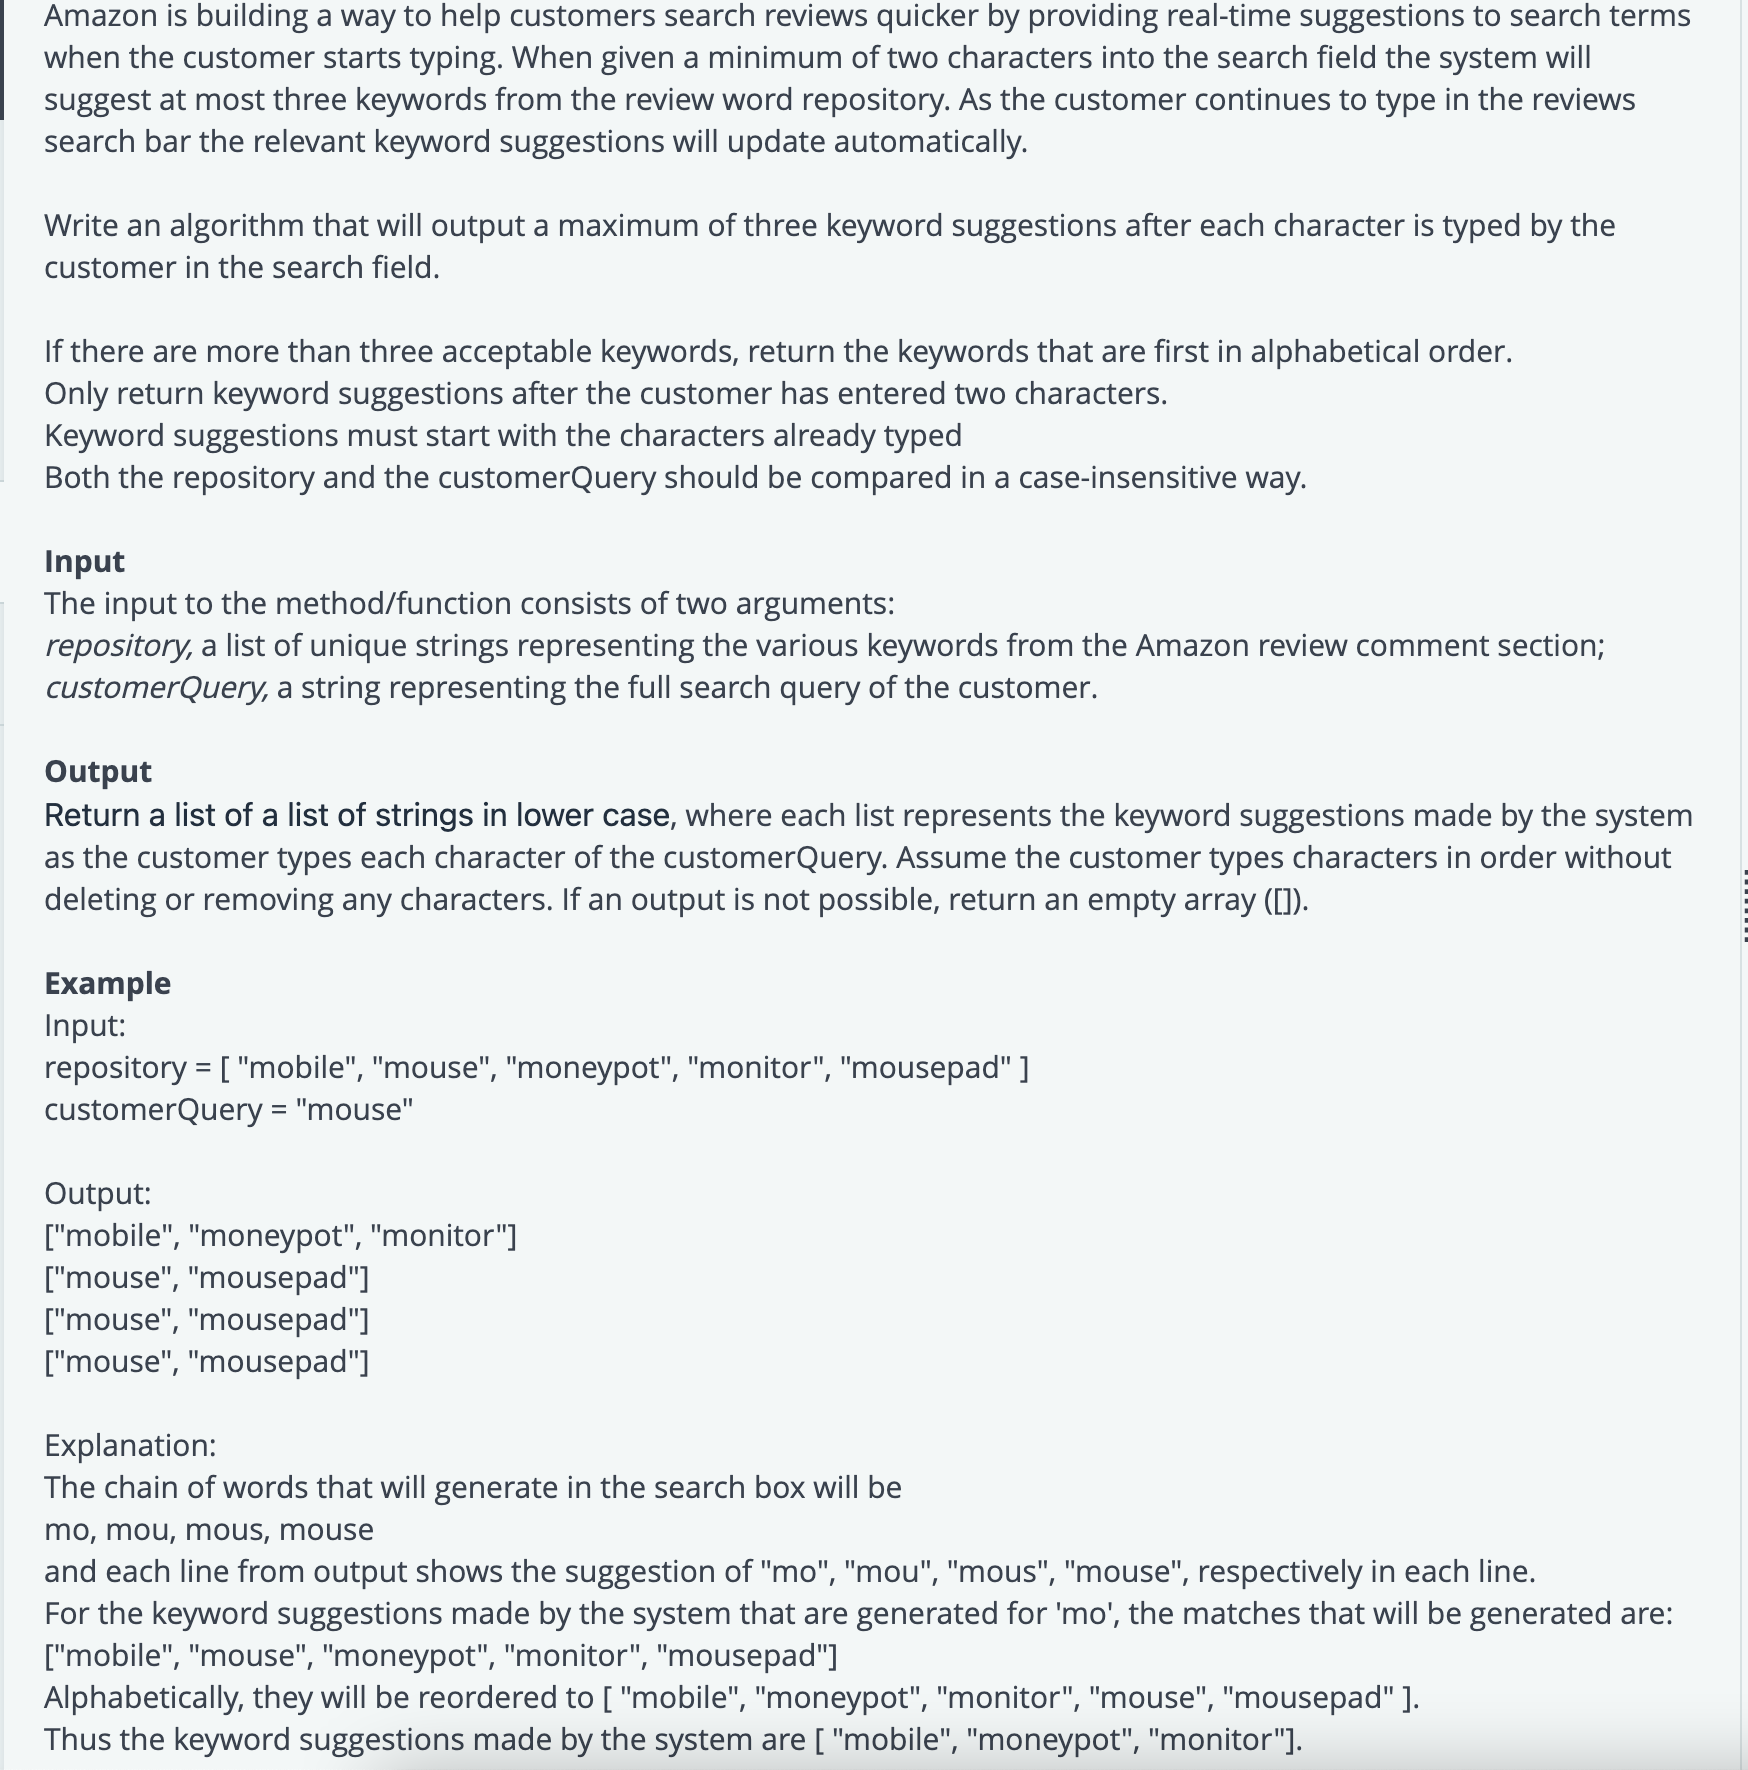 Amazon is building a way to help customers search reviews quicker by providing real-time suggestions to search terms
when the customer starts typing. When given a minimum of two characters into the search field the system will
suggest at most three keywords from the review word repository. As the customer continues to type in the reviews
search bar the relevant keyword suggestions will update automatically.
Write an algorithm that will output a maximum of three keyword suggestions after each character is typed by the
customer in the search field.
If there are more than three acceptable keywords, return the keywords that are first in alphabetical order.
Only return keyword suggestions after the customer has entered two characters.
Keyword suggestions must start with the characters already typed
Both the repository and the customerQuery should be compared in a case-insensitive way.
Input
The input to the method/function consists of two arguments:
repository, a list of unique strings representing the various keywords from the Amazon review comment section;
customerQuery, a string representing the full search query of the customer.
Output
Return a list of a list of strings in lower case, where each list represents the keyword suggestions made by the system
as the customer types each character of the customerQuery. Assume the customer types characters in order without
deleting or removing any characters. If an output is not possible, return an empty array ([]).
Example
Input:
repository = [ "mobile", "mouse", "moneypot", "monitor", "mousepad" ]
customerQuery = "mouse"
Output:
["mobile", "moneypot", "monitor"]
["mouse", "mousepad"]
["mouse", "mousepad"]
["mouse", "mousepad"]
Explanation:
The chain of words that will generate in the search box will be
mo, mou, mous, mouse
and each line from output shows the suggestion of "mo", "mou", "mous", "mouse", respectively in each line.
For the keyword suggestions made by the system that are generated for 'mo', the matches that will be generated are:
["mobile", "mouse", "moneypot", "monitor", "mousepad"]
Alphabetically, they will be reordered to [ "mobile", "moneypot", "monitor", "mouse", "mousepad" ].
Thus the keyword suggestions made by the system are [ "mobile", "moneypot", "monitor"].